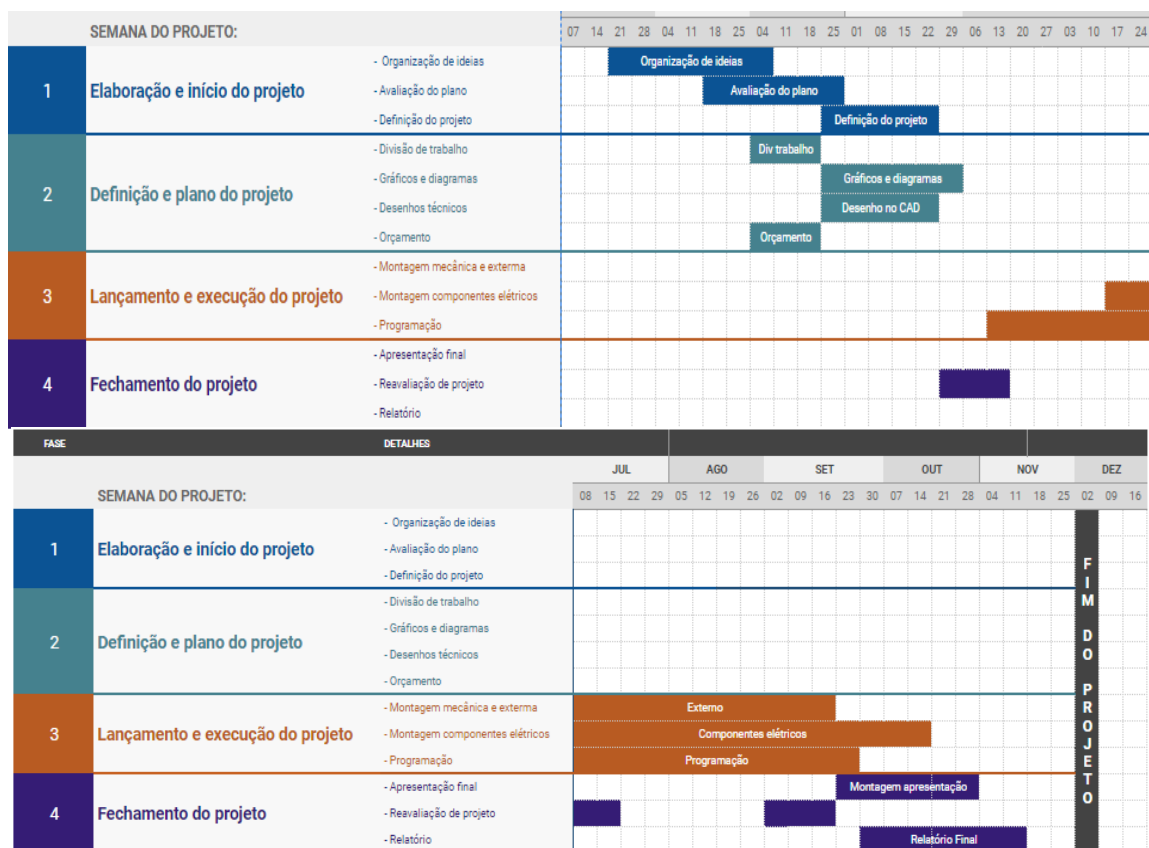 SEMANA DO PROJETO: 07 14 21 28 04 11 18 25 04 11 18 25 01 08 15 22 29 06 13 20 27 03 10 17 24
- Organização de ideias Organização de ideias
1 Elaboração e início do projeto - Avaliação do plano Avaliação do plano
- Definição do projeto Definição do projeto
- Divisão de trabalho Div trabalho
- Gráficos e diagramas Gráficos e diagramas
2 Definição e plano do projeto
- Desenhos técnicos Desenho no CAD
- Orçamento Orçamento
- Montagem mecânica e exterma
3 Lançamento e execução do projeto - Montagem componentes elétricos
- Programação
- Apresentação final
4 Fechamento do projeto - Reavaliação de projeto
- Relatório
FASE DETALHES
JUL AGO SET OUT NOV DEZ
SEMANA DO PROJETO: 08 15 22 29 05 12 19 26 02 09 16 23 30 07 14 21 28 04 11 18 25 02 09 16
- Organização de ideias
1 Elaboração e início do projeto - Avaliação do plano
- Definição do projeto
- Divisão de trabalho
- Gráficos e diagramas
2 Definição e plano do projeto
- Desenhos técnicos
- Orçamento
- Montagem mecânica e exterma Externo
3 Lançamento e execução do projeto - Montagem componentes elétricos Componentes elétricos
- Programação Programação
- Apresentação final Montagem apresentação
4 Fechamento do projeto - Reavaliação de projeto
- Relatório Relatório Final
FIM DO PROJETO